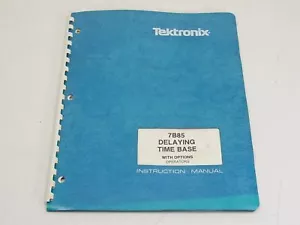 Tektronix
7B85
DELAYING
TIME BASE
WITH OPTIONS
OPERATORS
INSTRUCTION MANUAL